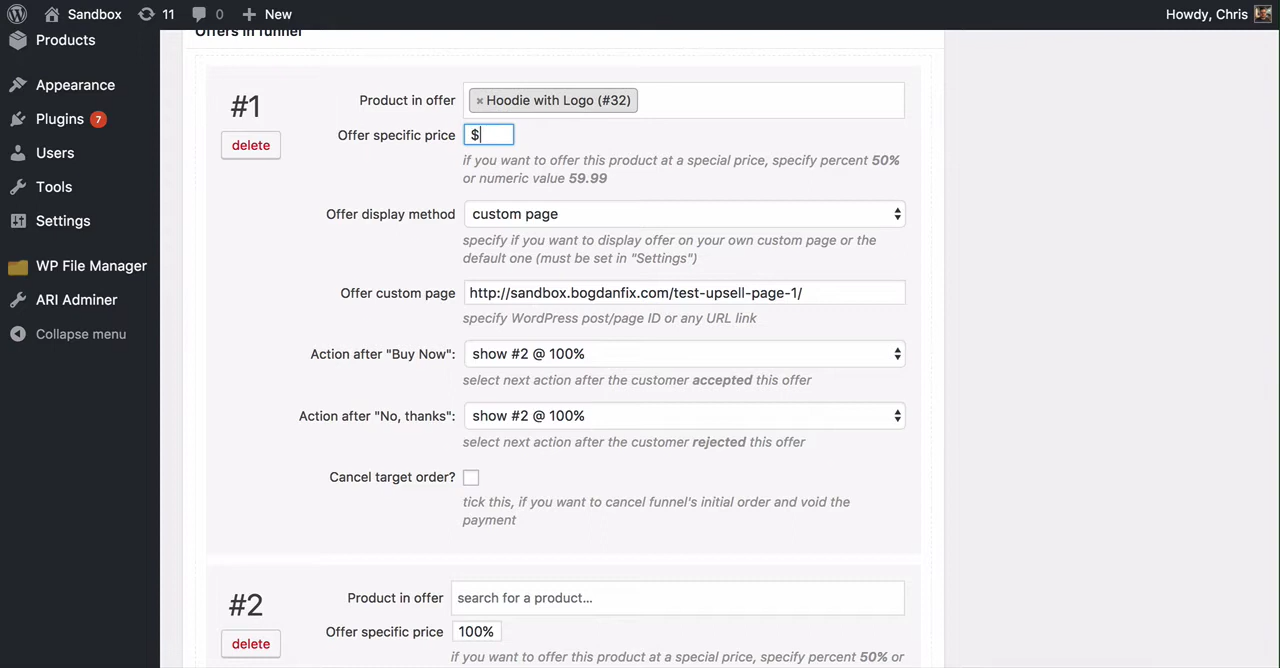 Sandbox 11 0 New Howdy, Chris
Products
Appearance
Plugins 7
Users
Tools
Settings
WP File Manager
ARI Adminer
Collapse menu
Offers in funnel
#1
delete
Product in offer × Hoodie with Logo (#32)
Offer specific price $
if you want to offer this product at a special price, specify percent 50%
or numeric value 59.99
Offer display method custom page
specify if you want to display offer on your own custom page or the
default one (must be set in "Settings")
Offer custom page http://sandbox.bogdanfix.com/test-upsell-page-1/
specify WordPress post/page ID or any URL link
Action after "Buy Now": show #2 @ 100%
select next action after the customer accepted this offer
Action after "No, thanks": show #2 @ 100%
select next action after the customer rejected this offer
Cancel target order?
tick this, if you want to cancel funnel's initial order and void the
payment
#2
delete
Product in offer search for a product...
Offer specific price 100%
if you want to offer this product at a special price, specify percent 50% or